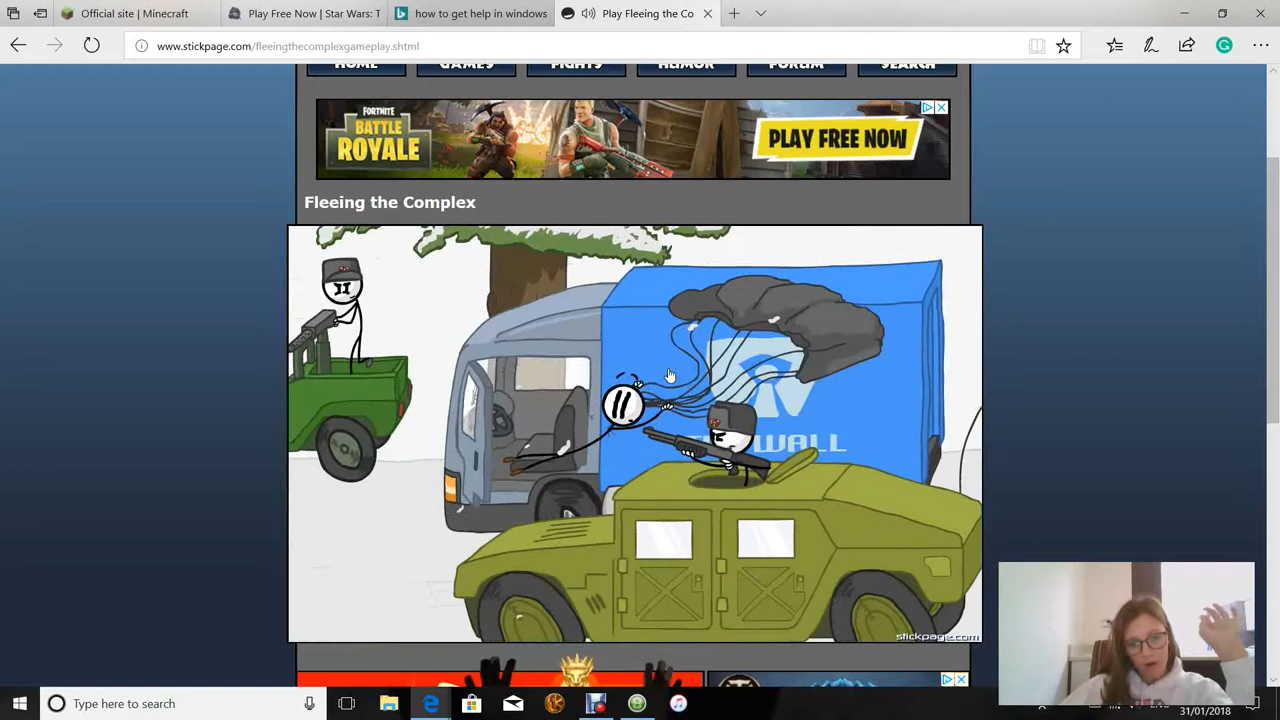 Official site | Minecraft
Play Free Now | Star Wars: T
how to get help in windows
Play Fleeing the Co
www.stickpage.com/fleeingthecomplexgameplay.shtml
HOME
GAMES
FIGHTS
HUMOR
FORUM
SEARCH
FORTNITE
BATTLE
ROYALE
PLAY FREE NOW
Fleeing the Complex
WALL
stickpage.com
Type here to search
31/01/2018